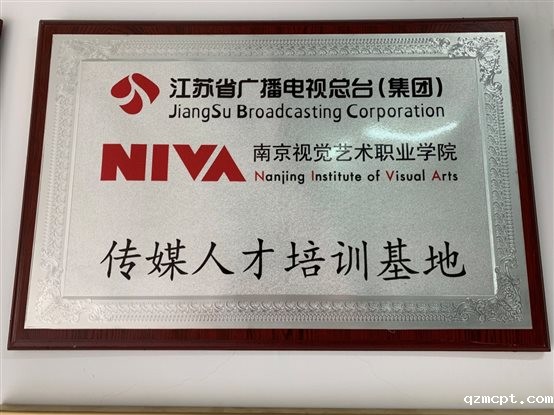 江苏省广播电视总台(集团)
JiangSu Broadcasting Corporation
NIVA 南京视觉艺术职业学院
Nanjing Institute of Visual Arts
传媒人才培训基地
qzmcpt.com